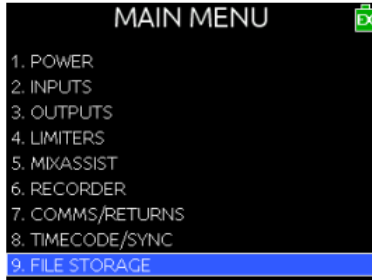 MAIN MENU
1. POWER
2. INPUTS
3. OUTPUTS
4. LIMITERS
5. MIXASSIST
6. RECORDER
7. COMMS/RETURNS
8. TIMECODE/SYNC
9. FILE STORAGE